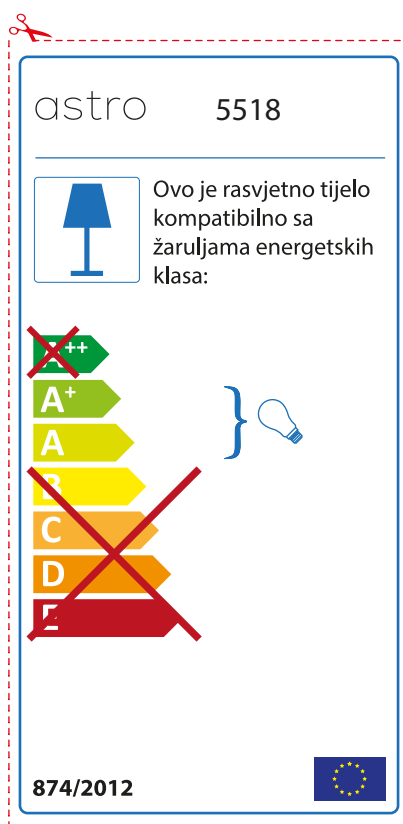 astro 5518
Ovo je rasvjetno tijelo
kompatibilno sa
žaruljama energetskih
klasa:
A++
A+
A
B
C
D
E
874/2012